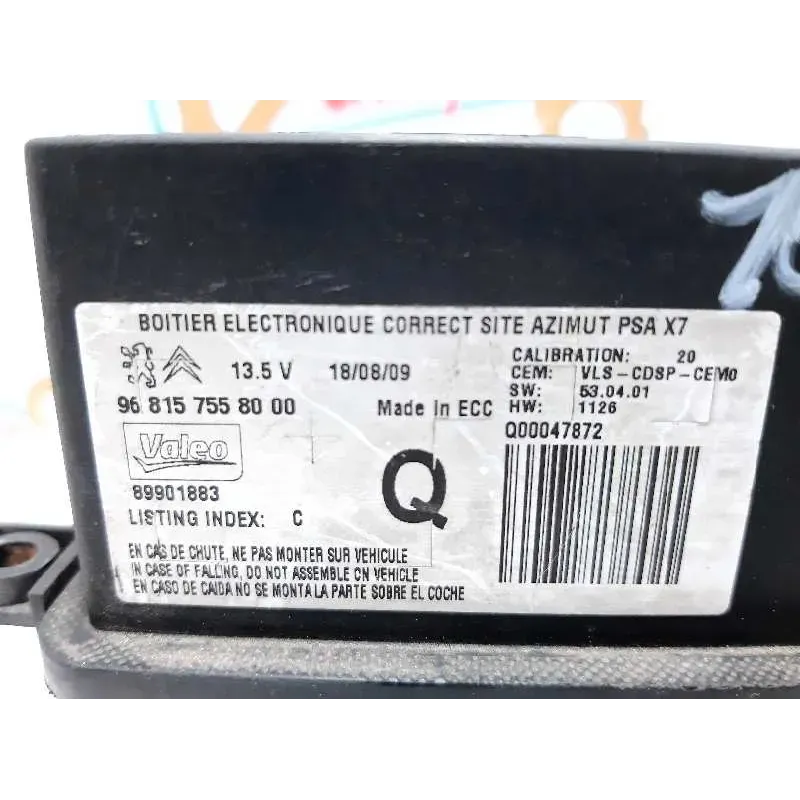 BOITIER ELECTRONIQUE CORRECT SITE AZIMUT PSA X7
13.5 V 18/08/09
CALIBRATION: 20
CEM: VLS-CDSP-CEM0
SW: 53.04.01
96 815 755 80 00 Made in ECC HW: 1126
Q00047872
Valeo
Q
89901883
LISTING INDEX: C
EN CAS DE CHUTE, NE PAS MONTER SUR VEHICULE
IN CASE OF FALLING, DO NOT ASSEMBLE ON VEHICLE
EN CASO DE CAIDA NO SE MONTA LA PARTE SOBRE EL COCHE